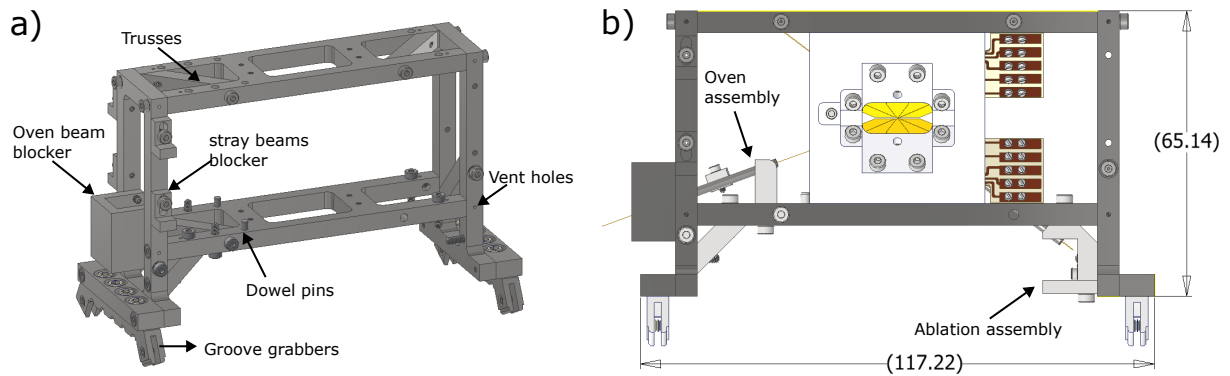 a)
Trusses
Oven beam
blocker
stray beams
blocker
Vent holes
Dowel pins
Groove grabbers
b)
Oven
assembly
(65.14)
Ablation assembly
(117.22)